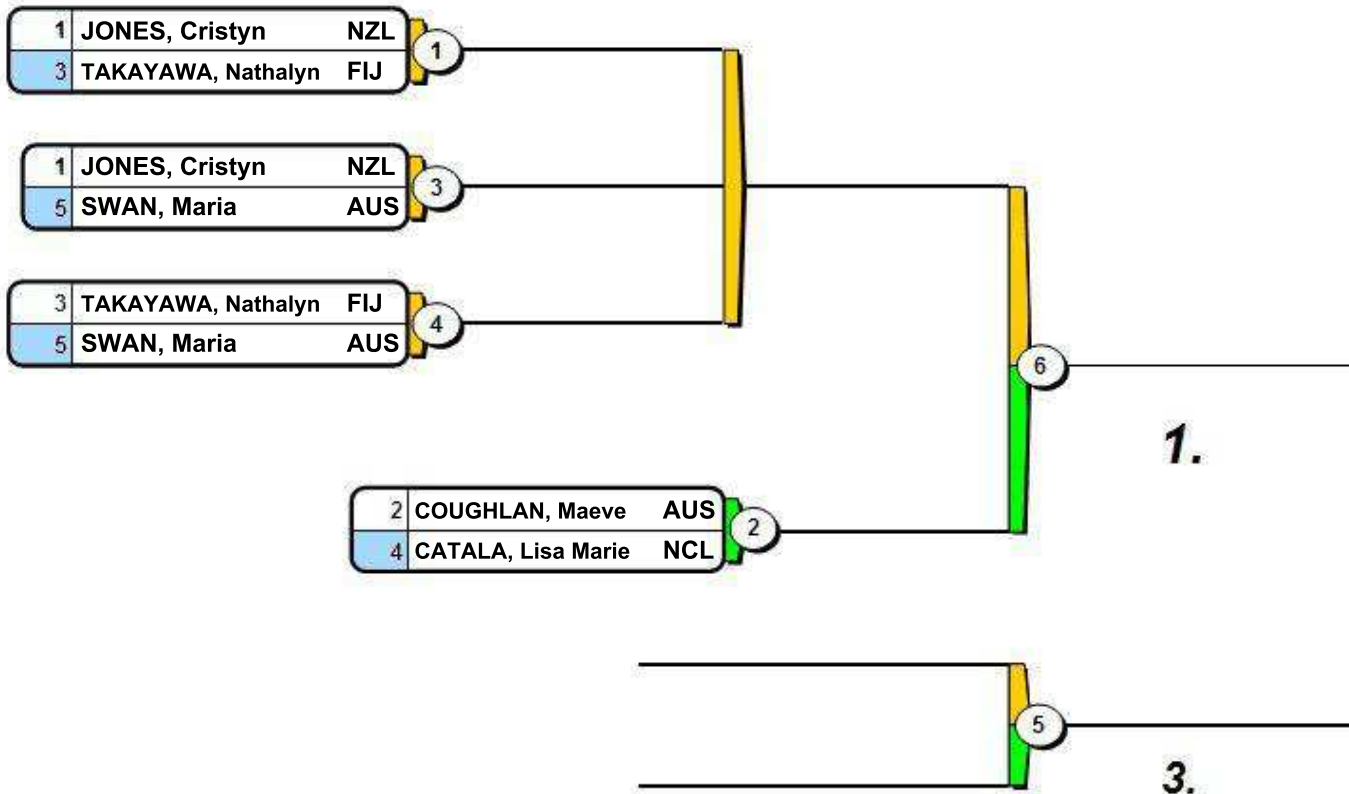 1 JONES, Cristyn NZL
3 TAKAYAWA, Nathalyn FIJ
1
1 JONES, Cristyn NZL
5 SWAN, Maria AUS
3
3 TAKAYAWA, Nathalyn FIJ
5 SWAN, Maria AUS
4
6
1.
2 COUGHLAN, Maeve AUS
4 CATALA, Lisa Marie NCL
2
5
3.